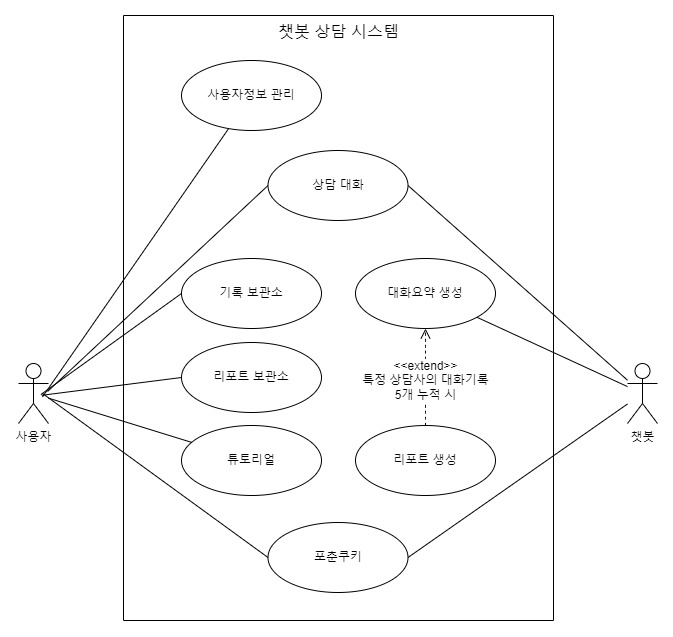 챗봇 상담 시스템
사용자정보 관리
상담 대화
기록 보관소
대화요약 생성
<<extend>>
특정 상담사의 대화기록
5개 누적 시
리포트 보관소
사용자
챗봇
튜토리얼
리포트 생성
포춘쿠키